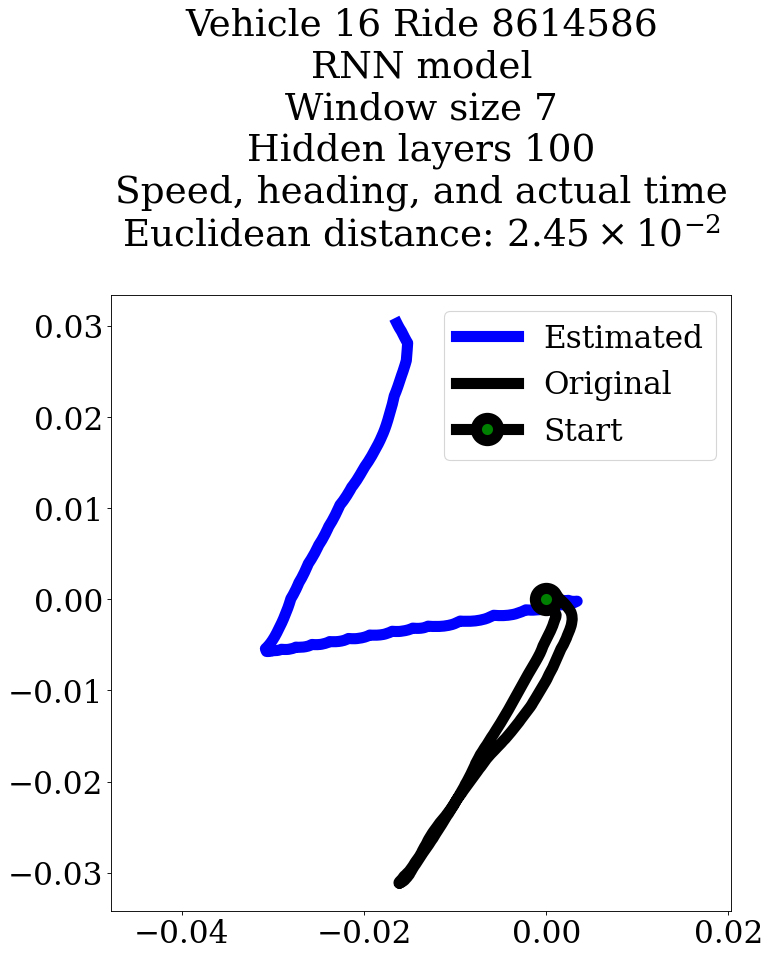 Vehicle 16 Ride 8614586
RNN model
Window size 7
Hidden layers 100
Speed, heading, and actual time
Euclidean distance: 2.45 × 10⁻²
Estimated
Original
Start
0.03
0.02
0.01
0.00
−0.01
−0.02
−0.03
−0.04
−0.02
0.00
0.02